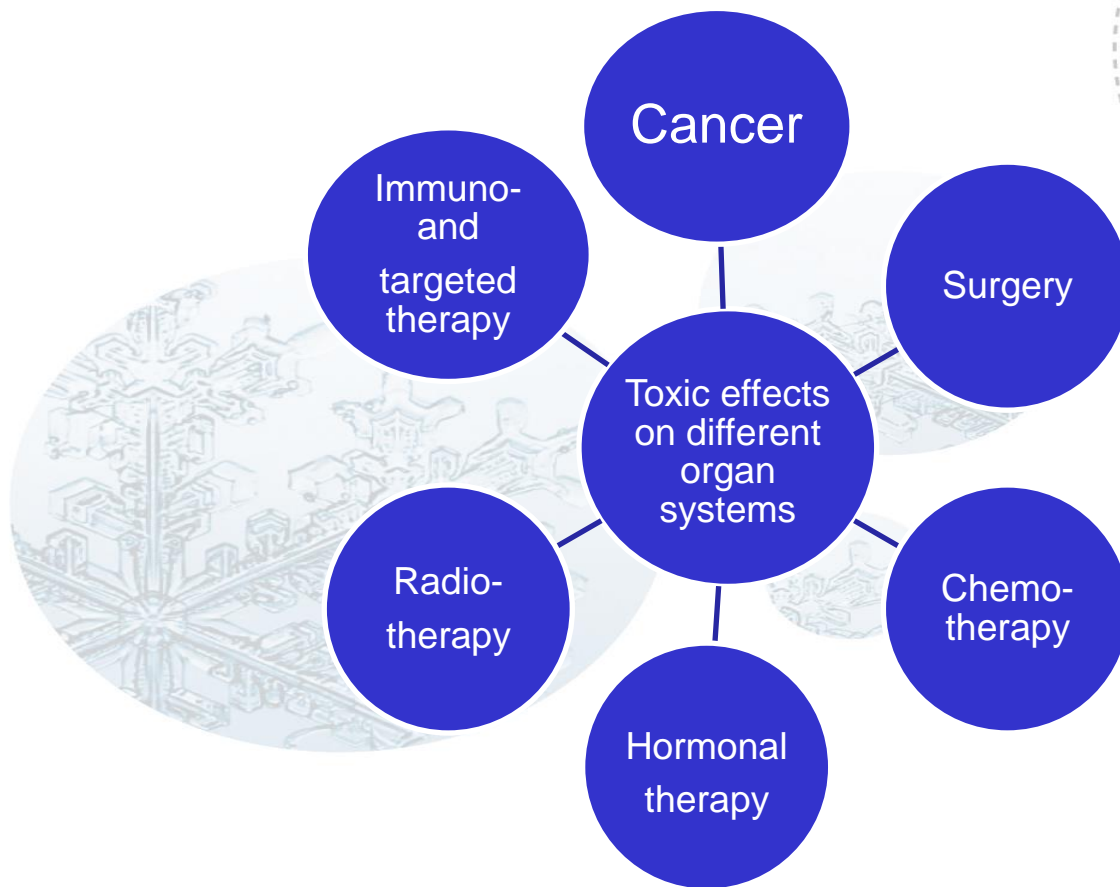 Cancer
Surgery
Chemo-
therapy
Hormonal
therapy
Radio-
therapy
Immuno-
and
targeted
therapy
Toxic effects
on different
organ
systems